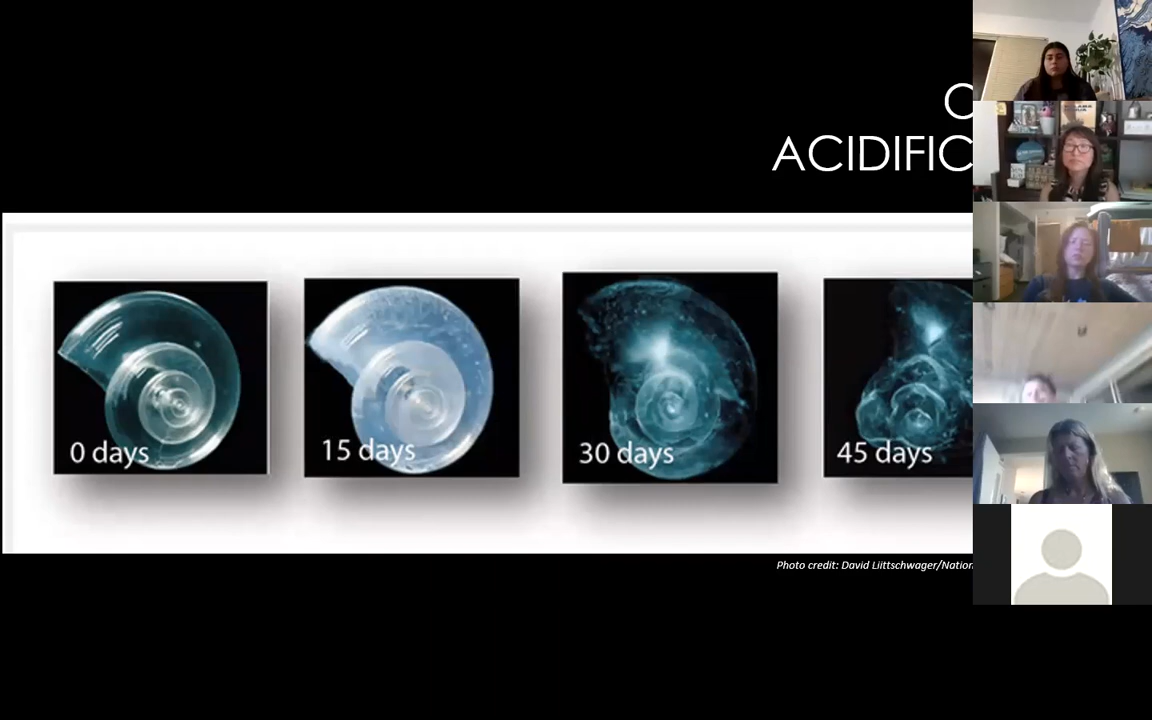 O
ACIDIFIC
0 days
15 days
30 days
45 days
Photo credit: David Liittschwager/Nation